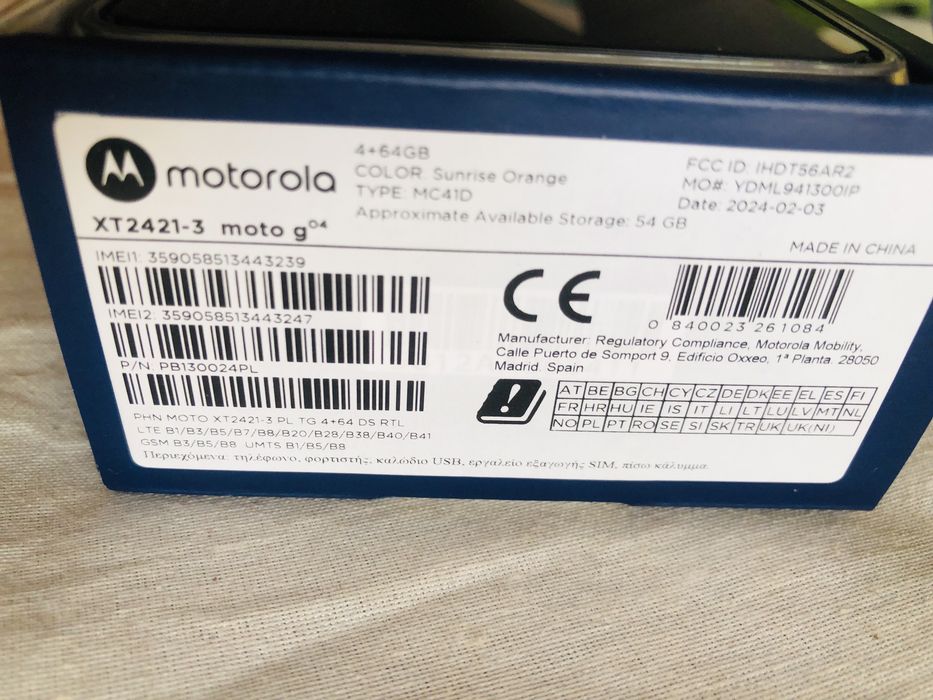 motorola
XT2421-3 moto g⁰⁴
4+64GB
COLOR: Sunrise Orange
TYPE: MC41D
Approximate Available Storage: 54 GB
FCC ID: IHDT56AR2
MO#: YDML941300IP
Date: 2024-02-03
MADE IN CHINA
IMEI1: 359058513443239
IMEI2: 359058513443247
P/N: PB130024PL
PHN MOTO XT2421-3 PL TG 4+64 DS RTL
LTE B1/B3/B5/B7/B8/B20/B28/B38/B40/B41
GSM B3/B5/B8 UMTS B1/B5/B8
CE
0 840023 261084
Manufacturer: Regulatory Compliance, Motorola Mobility,
Calle Puerto de Somport 9, Edificio Oxxeo, 1ª Planta. 28050
Madrid. Spain
AT BE BG CH CY CZ DE DK EE EL ES FI
FR HR HU IE IS IT LI LT LU LV MT NL
NO PL PT RO SE SI SK TR UK UK(NI)
Περιεχόμενα: τηλέφωνο, φορτιστής, καλώδιο USB, εργαλείο εξαγωγής SIM, πίσω κάλυμμα